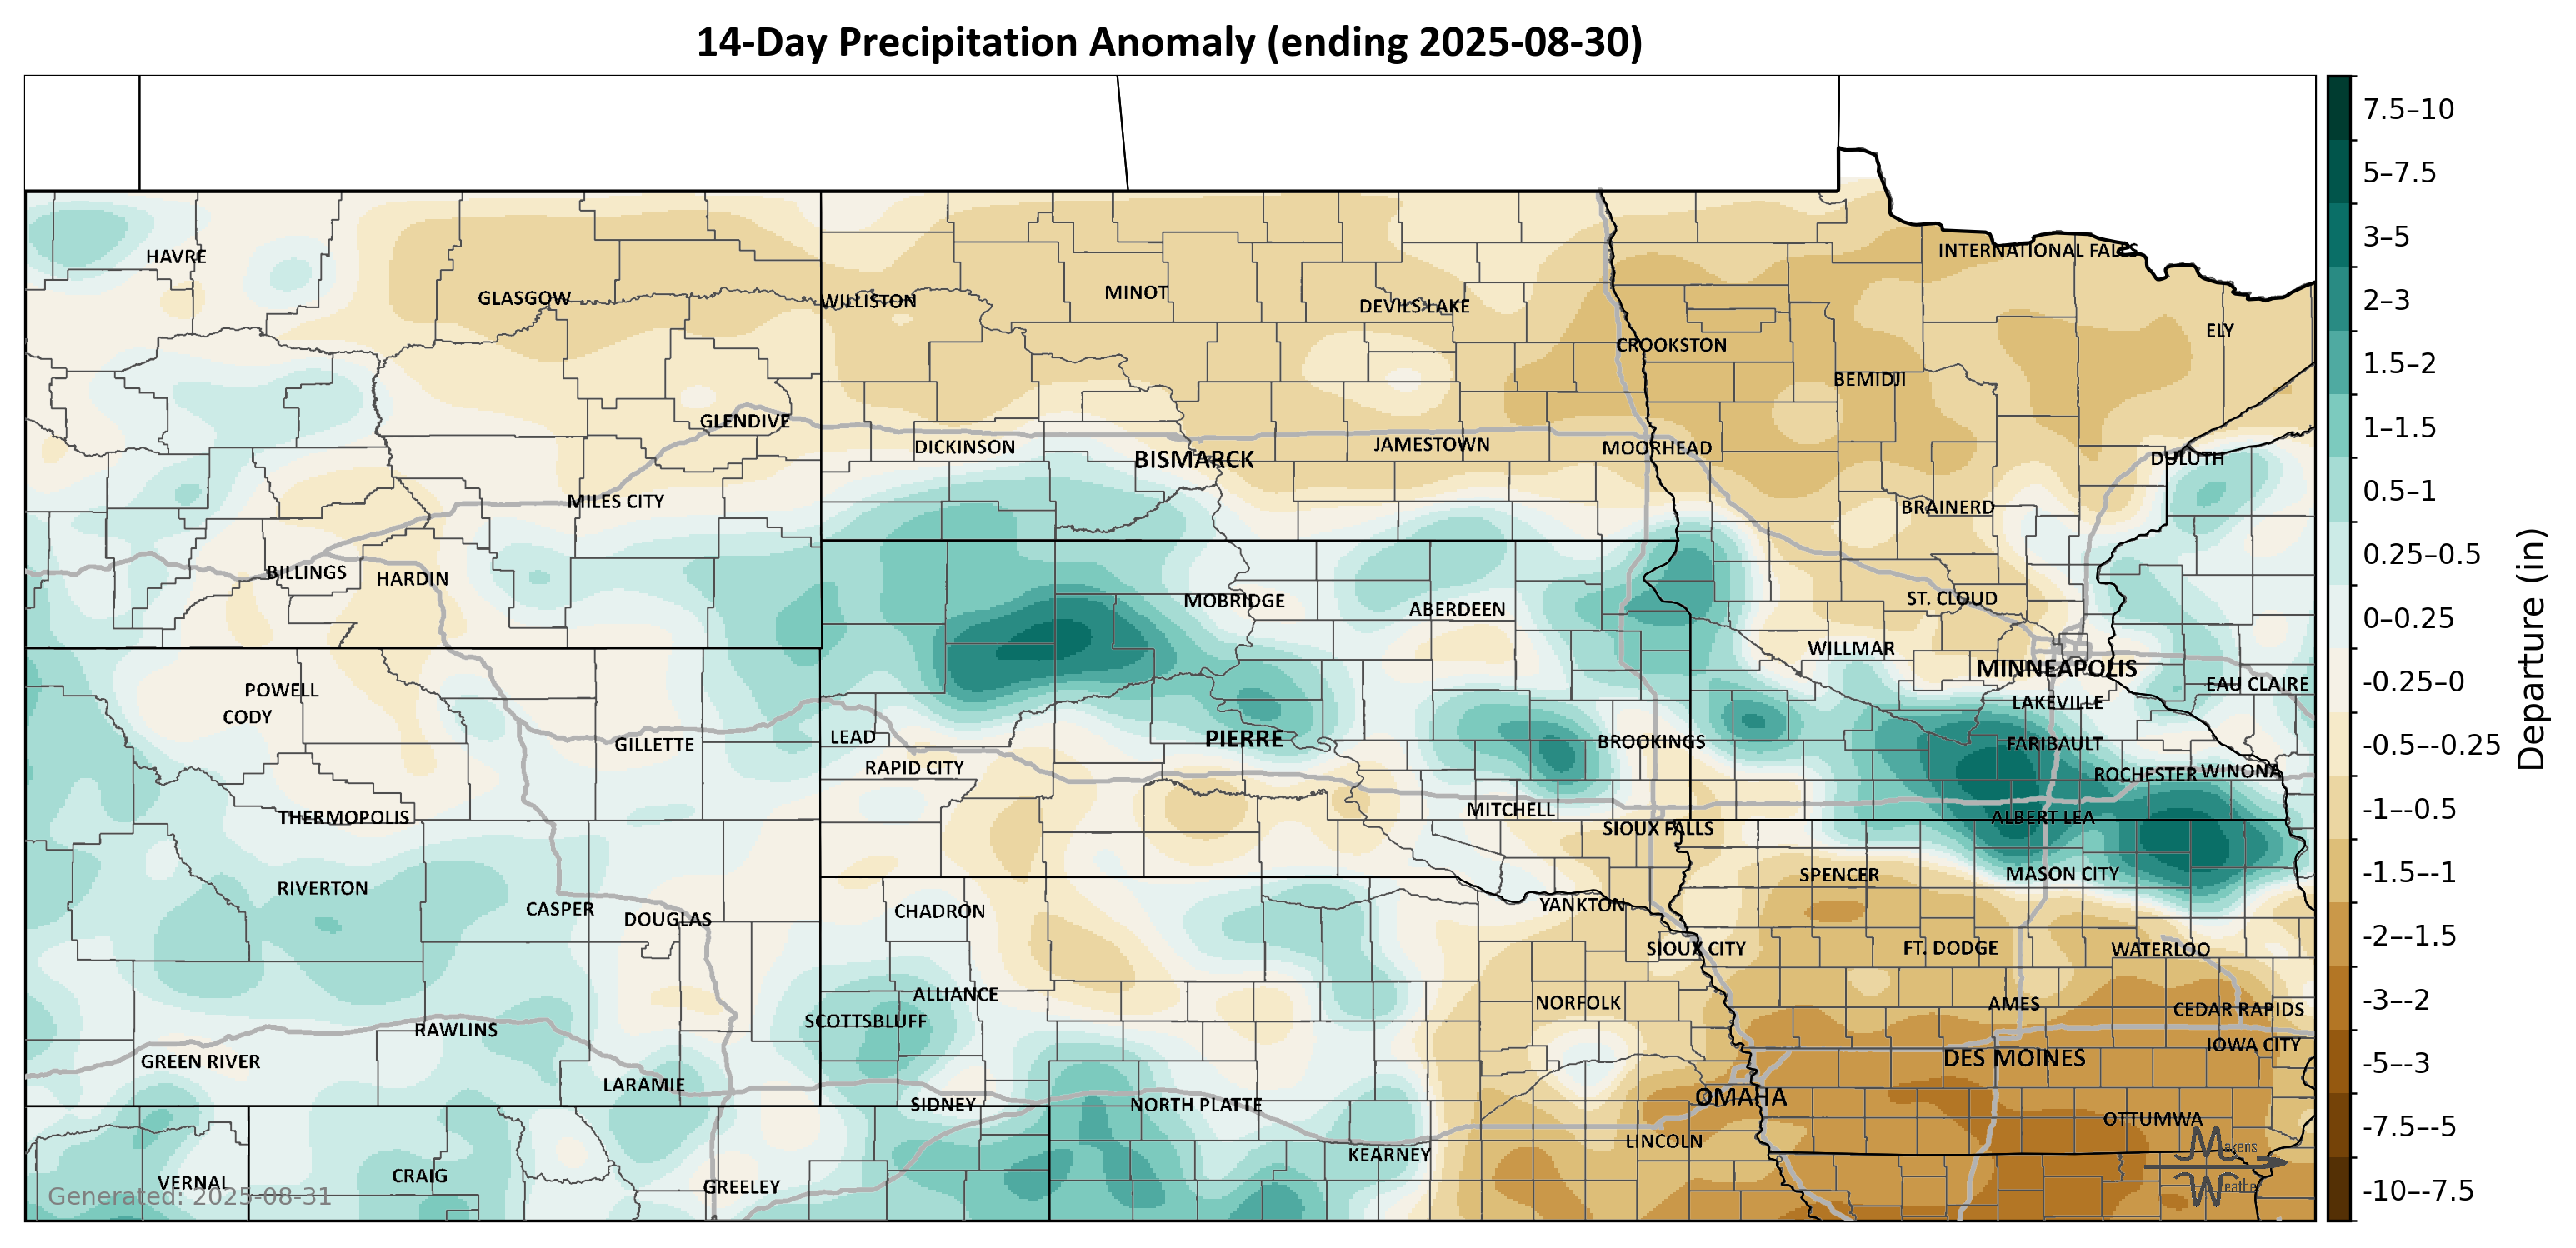 14-Day Precipitation Anomaly (ending 2025-08-30)
HAVRE
INTERNATIONAL FALLS
GLASGOW
WILLISTON
MINOT
DEVILS LAKE
ELY
CROOKSTON
BEMIDJI
GLENDIVE
DICKINSON
BISMARCK
JAMESTOWN
MOORHEAD
DULUTH
MILES CITY
BRAINERD
BILLINGS
HARDIN
MOBRIDGE
ABERDEEN
ST. CLOUD
WILLMAR
MINNEAPOLIS
POWELL
CODY
EAU CLAIRE
LAKEVILLE
GILLETTE
LEAD
PIERRE
BROOKINGS
FARIBAULT
RAPID CITY
ROCHESTER
WINONA
THERMOPOLIS
MITCHELL
SIOUX FALLS
ALBERT LEA
RIVERTON
SPENCER
MASON CITY
CASPER
DOUGLAS
CHADRON
YANKTON
SIOUX CITY
FT. DODGE
WATERLOO
ALLIANCE
NORFOLK
AMES
CEDAR RAPIDS
SCOTTSBLUFF
RAWLINS
IOWA CITY
GREEN RIVER
DES MOINES
LARAMIE
SIDNEY
NORTH PLATTE
OMAHA
OTTUMWA
LINCOLN
KEARNEY
VERNAL
CRAIG
GREELEY
Generated: 2025-08-31
Makens
Weather
7.5–10
5–7.5
3–5
2–3
1.5–2
1–1.5
0.5–1
0.25–0.5
0–0.25
-0.25–0
-0.5–-0.25
-1–-0.5
-1.5–-1
-2–-1.5
-3–-2
-5–-3
-7.5–-5
-10–-7.5
Departure (in)